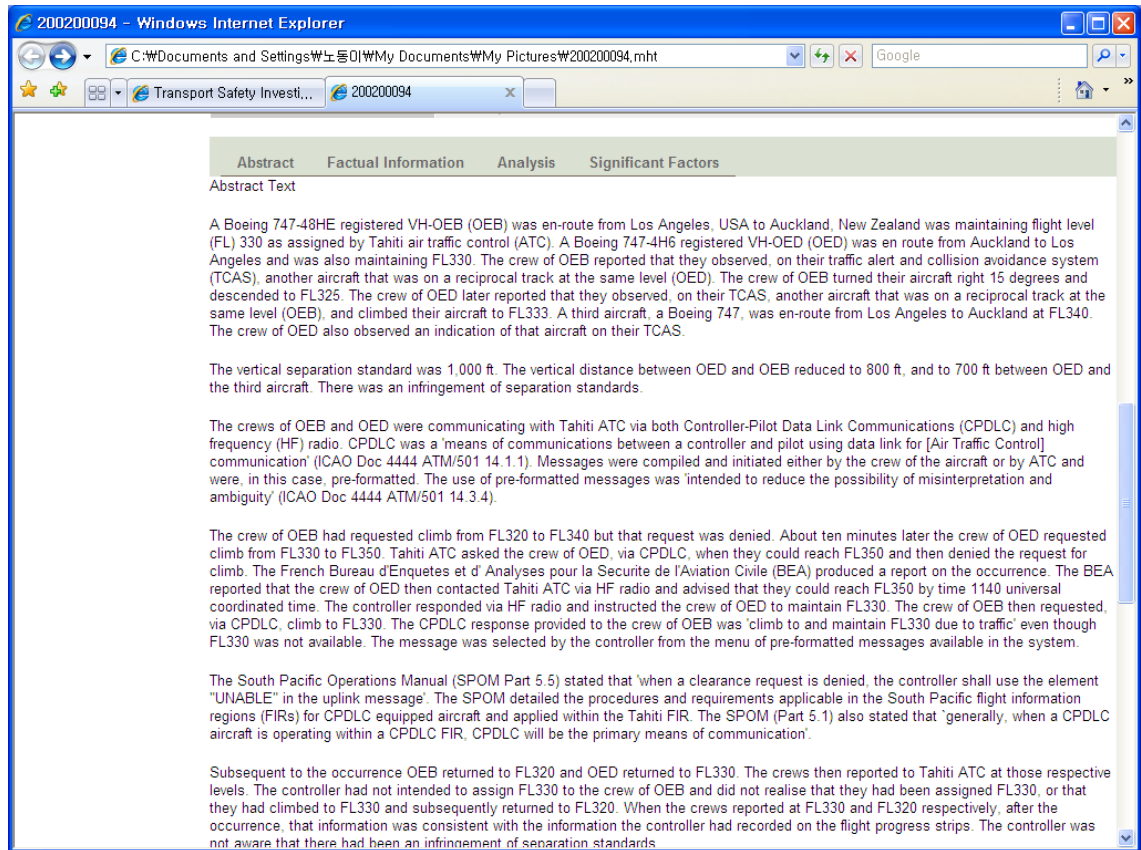 200200094 - Windows Internet Explorer
C:₩Documents and Settings₩노동이₩My Documents₩My Pictures₩200200094.mht
Google
Transport Safety Investi...
200200094
Abstract Factual Information Analysis Significant Factors
Abstract Text
A Boeing 747-48HE registered VH-OEB (OEB) was en-route from Los Angeles, USA to Auckland, New Zealand was maintaining flight level
(FL) 330 as assigned by Tahiti air traffic control (ATC). A Boeing 747-4H6 registered VH-OED (OED) was en route from Auckland to Los
Angeles and was also maintaining FL330. The crew of OEB reported that they observed, on their traffic alert and collision avoidance system
(TCAS), another aircraft that was on a reciprocal track at the same level (OED). The crew of OEB turned their aircraft right 15 degrees and
descended to FL325. The crew of OED later reported that they observed, on their TCAS, another aircraft that was on a reciprocal track at the
same level (OEB), and climbed their aircraft to FL333. A third aircraft, a Boeing 747, was en-route from Los Angeles to Auckland at FL340.
The crew of OED also observed an indication of that aircraft on their TCAS.
The vertical separation standard was 1,000 ft. The vertical distance between OED and OEB reduced to 800 ft, and to 700 ft between OED and
the third aircraft. There was an infringement of separation standards.
The crews of OEB and OED were communicating with Tahiti ATC via both Controller-Pilot Data Link Communications (CPDLC) and high
frequency (HF) radio. CPDLC was a 'means of communications between a controller and pilot using data link for [Air Traffic Control]
communication' (ICAO Doc 4444 ATM/501 14.1.1). Messages were compiled and initiated either by the crew of the aircraft or by ATC and
were, in this case, pre-formatted. The use of pre-formatted messages was 'intended to reduce the possibility of misinterpretation and
ambiguity' (ICAO Doc 4444 ATM/501 14.3.4).
The crew of OEB had requested climb from FL320 to FL340 but that request was denied. About ten minutes later the crew of OED requested
climb from FL330 to FL350. Tahiti ATC asked the crew of OED, via CPDLC, when they could reach FL350 and then denied the request for
climb. The French Bureau d'Enquetes et d' Analyses pour la Securite de l'Aviation Civile (BEA) produced a report on the occurrence. The BEA
reported that the crew of OED then contacted Tahiti ATC via HF radio and advised that they could reach FL350 by time 1140 universal
coordinated time. The controller responded via HF radio and instructed the crew of OED to maintain FL330. The crew of OEB then requested,
via CPDLC, climb to FL330. The CPDLC response provided to the crew of OEB was 'climb to and maintain FL330 due to traffic' even though
FL330 was not available. The message was selected by the controller from the menu of pre-formatted messages available in the system.
The South Pacific Operations Manual (SPOM Part 5.5) stated that 'when a clearance request is denied, the controller shall use the element
"UNABLE" in the uplink message'. The SPOM detailed the procedures and requirements applicable in the South Pacific flight information
regions (FIRs) for CPDLC equipped aircraft and applied within the Tahiti FIR. The SPOM (Part 5.1) also stated that `generally, when a CPDLC
aircraft is operating within a CPDLC FIR, CPDLC will be the primary means of communication'.
Subsequent to the occurrence OEB returned to FL320 and OED returned to FL330. The crews then reported to Tahiti ATC at those respective
levels. The controller had not intended to assign FL330 to the crew of OEB and did not realise that they had been assigned FL330, or that
they had climbed to FL330 and subsequently returned to FL320. When the crews reported at FL330 and FL320 respectively, after the
occurrence, that information was consistent with the information the controller had recorded on the flight progress strips. The controller was
not aware that there had been an infringement of separation standards.